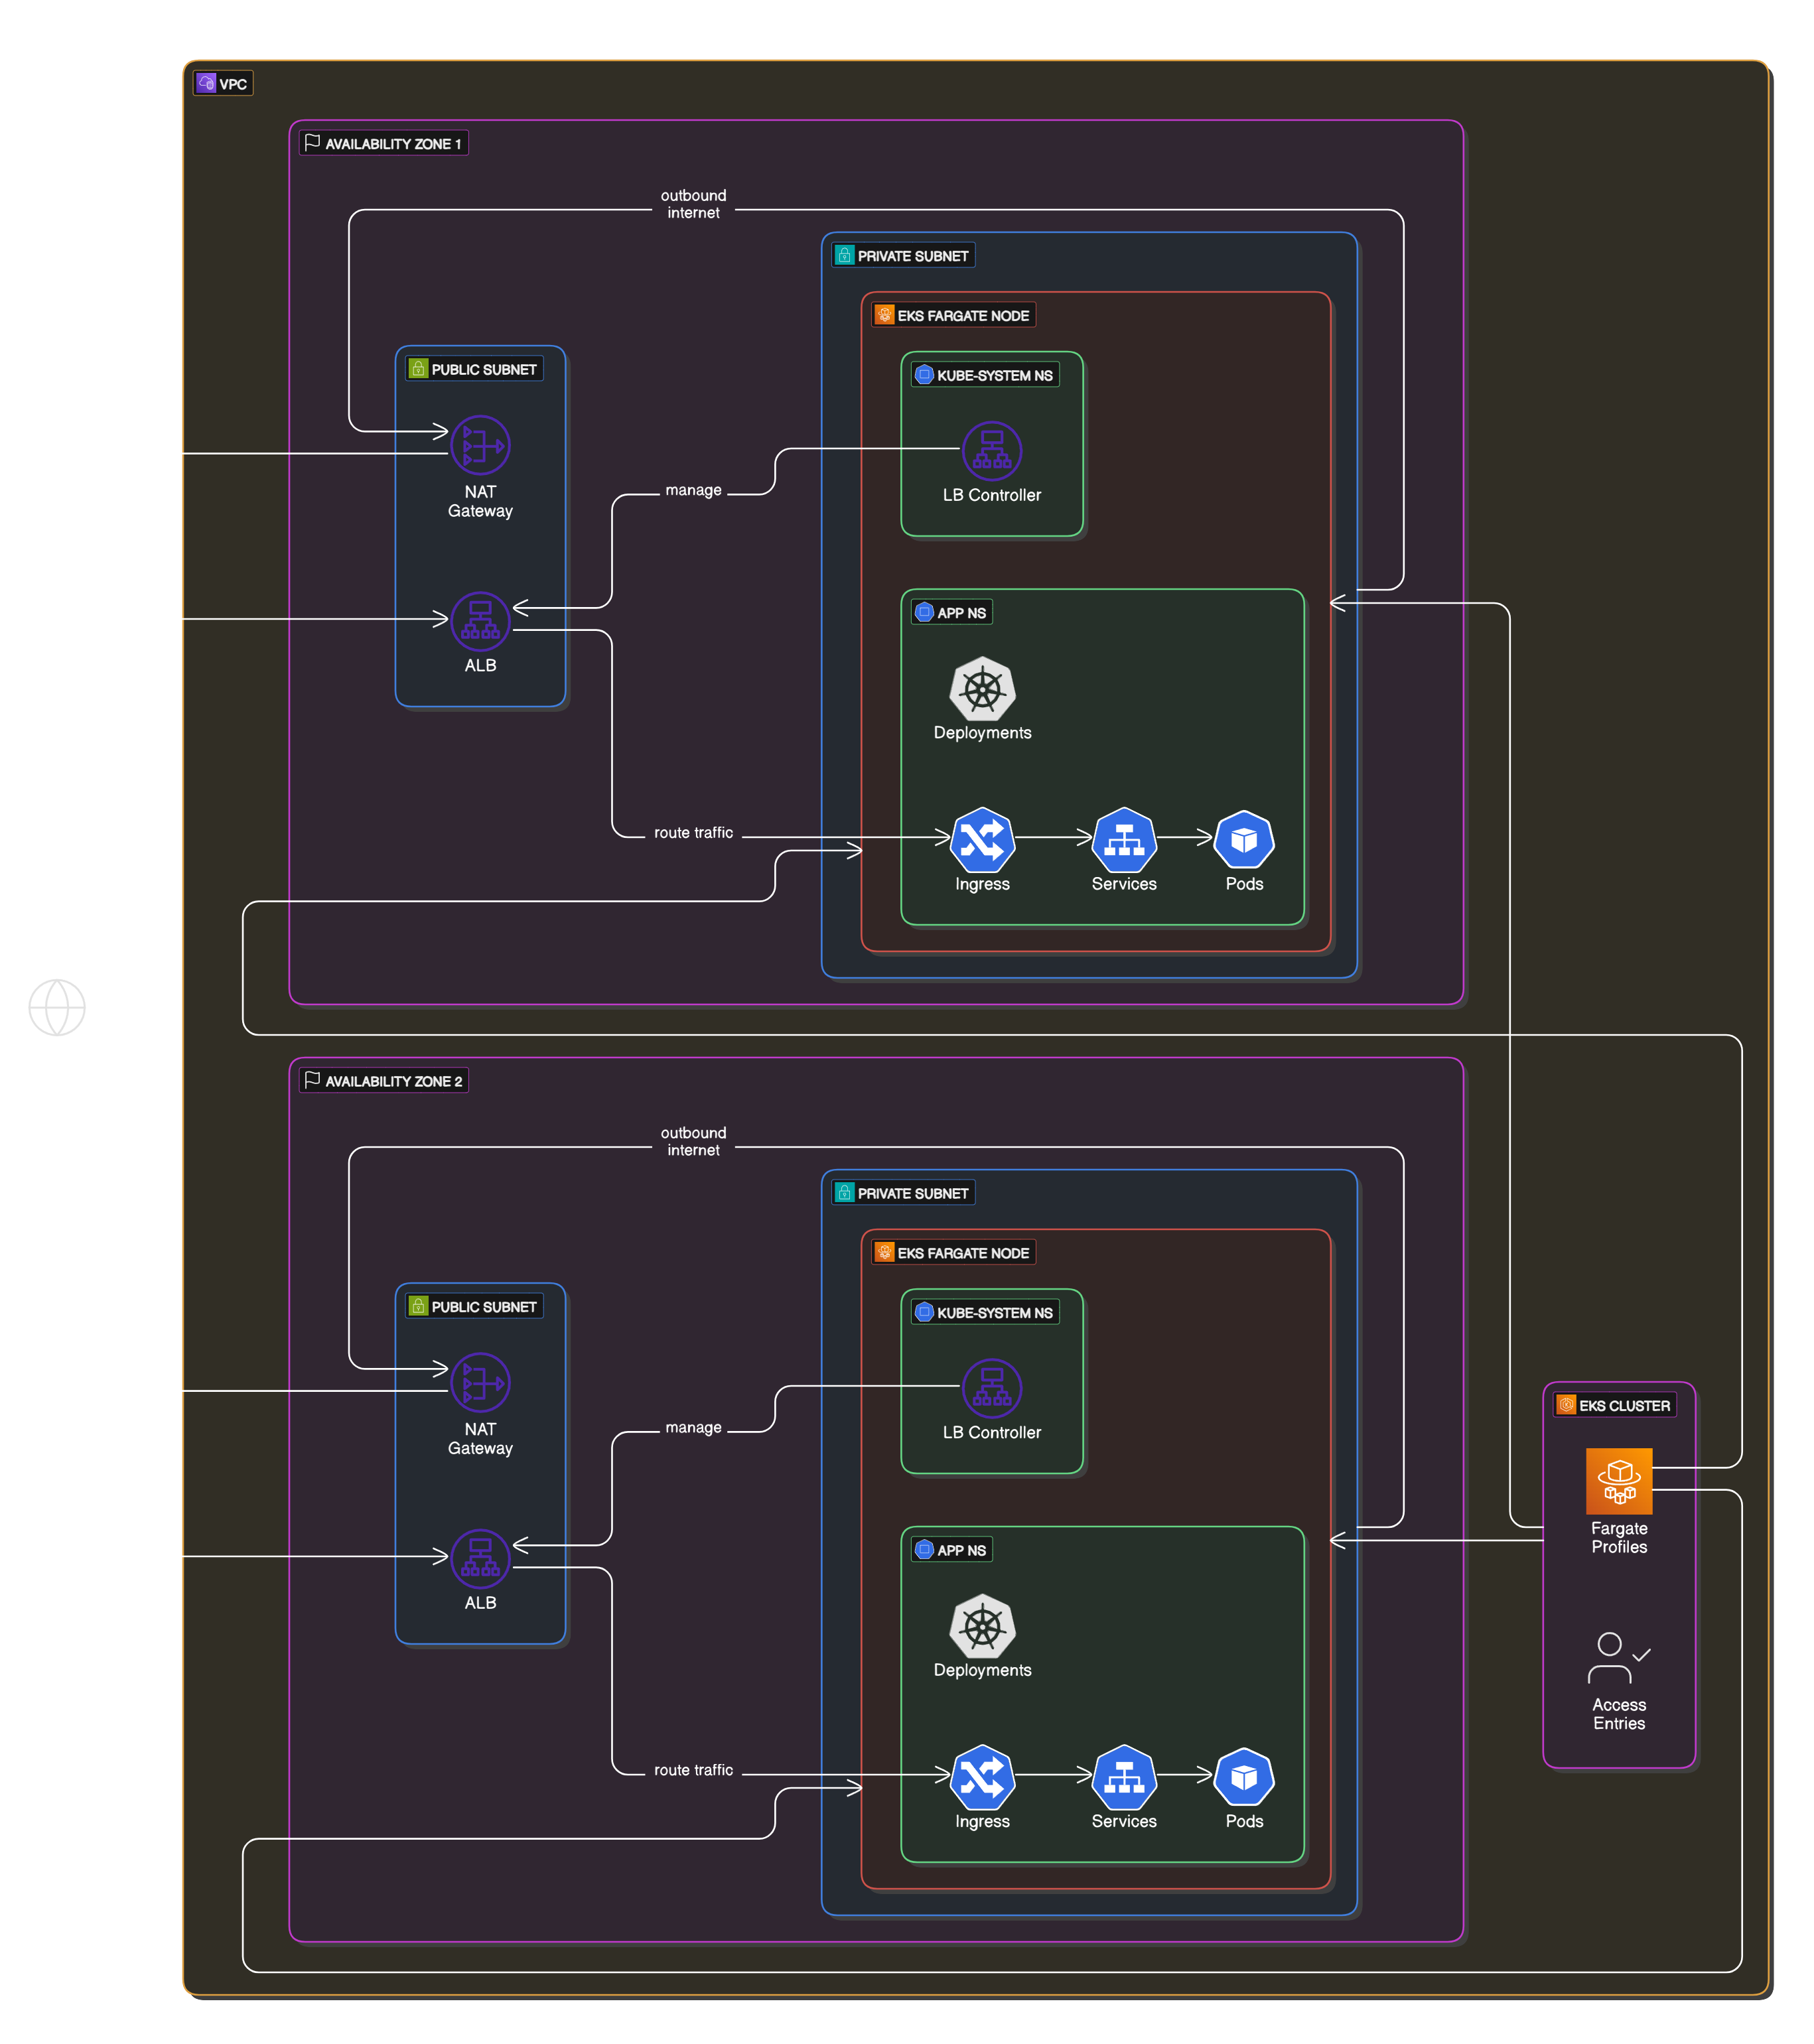 VPC
AVAILABILITY ZONE 1
outbound
internet
PRIVATE SUBNET
EKS FARGATE NODE
PUBLIC SUBNET
KUBE-SYSTEM NS
NAT
Gateway
manage
LB Controller
APP NS
ALB
Deployments
route traffic
Ingress
Services
Pods
AVAILABILITY ZONE 2
outbound
internet
PRIVATE SUBNET
EKS FARGATE NODE
PUBLIC SUBNET
KUBE-SYSTEM NS
NAT
Gateway
manage
LB Controller
EKS CLUSTER
Fargate
Profiles
APP NS
ALB
Deployments
Access
Entries
route traffic
Ingress
Services
Pods